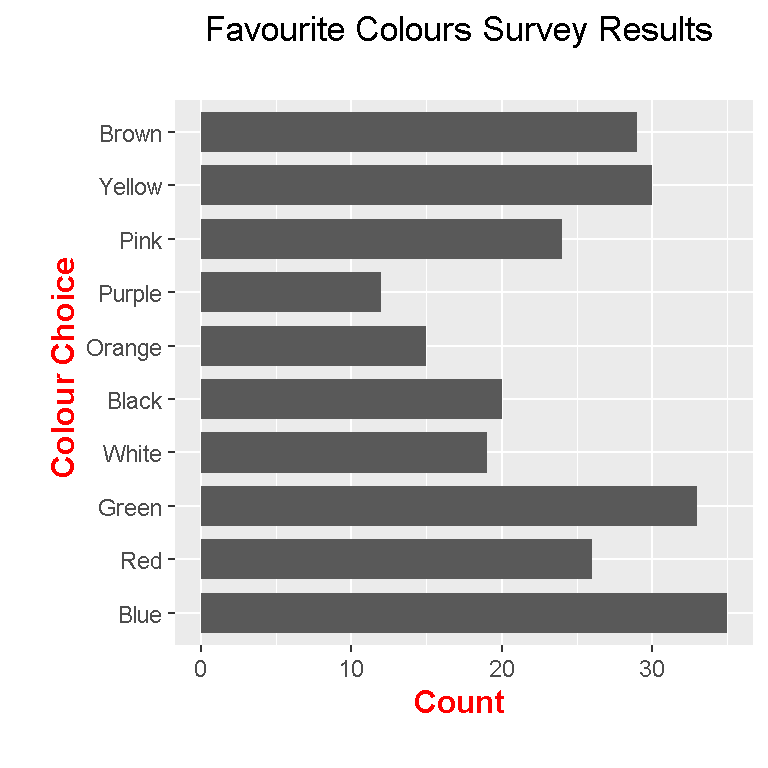 Favourite Colours Survey Results
Colour Choice
Brown
Yellow
Pink
Purple
Orange
Black
White
Green
Red
Blue
0 10 20 30
Count